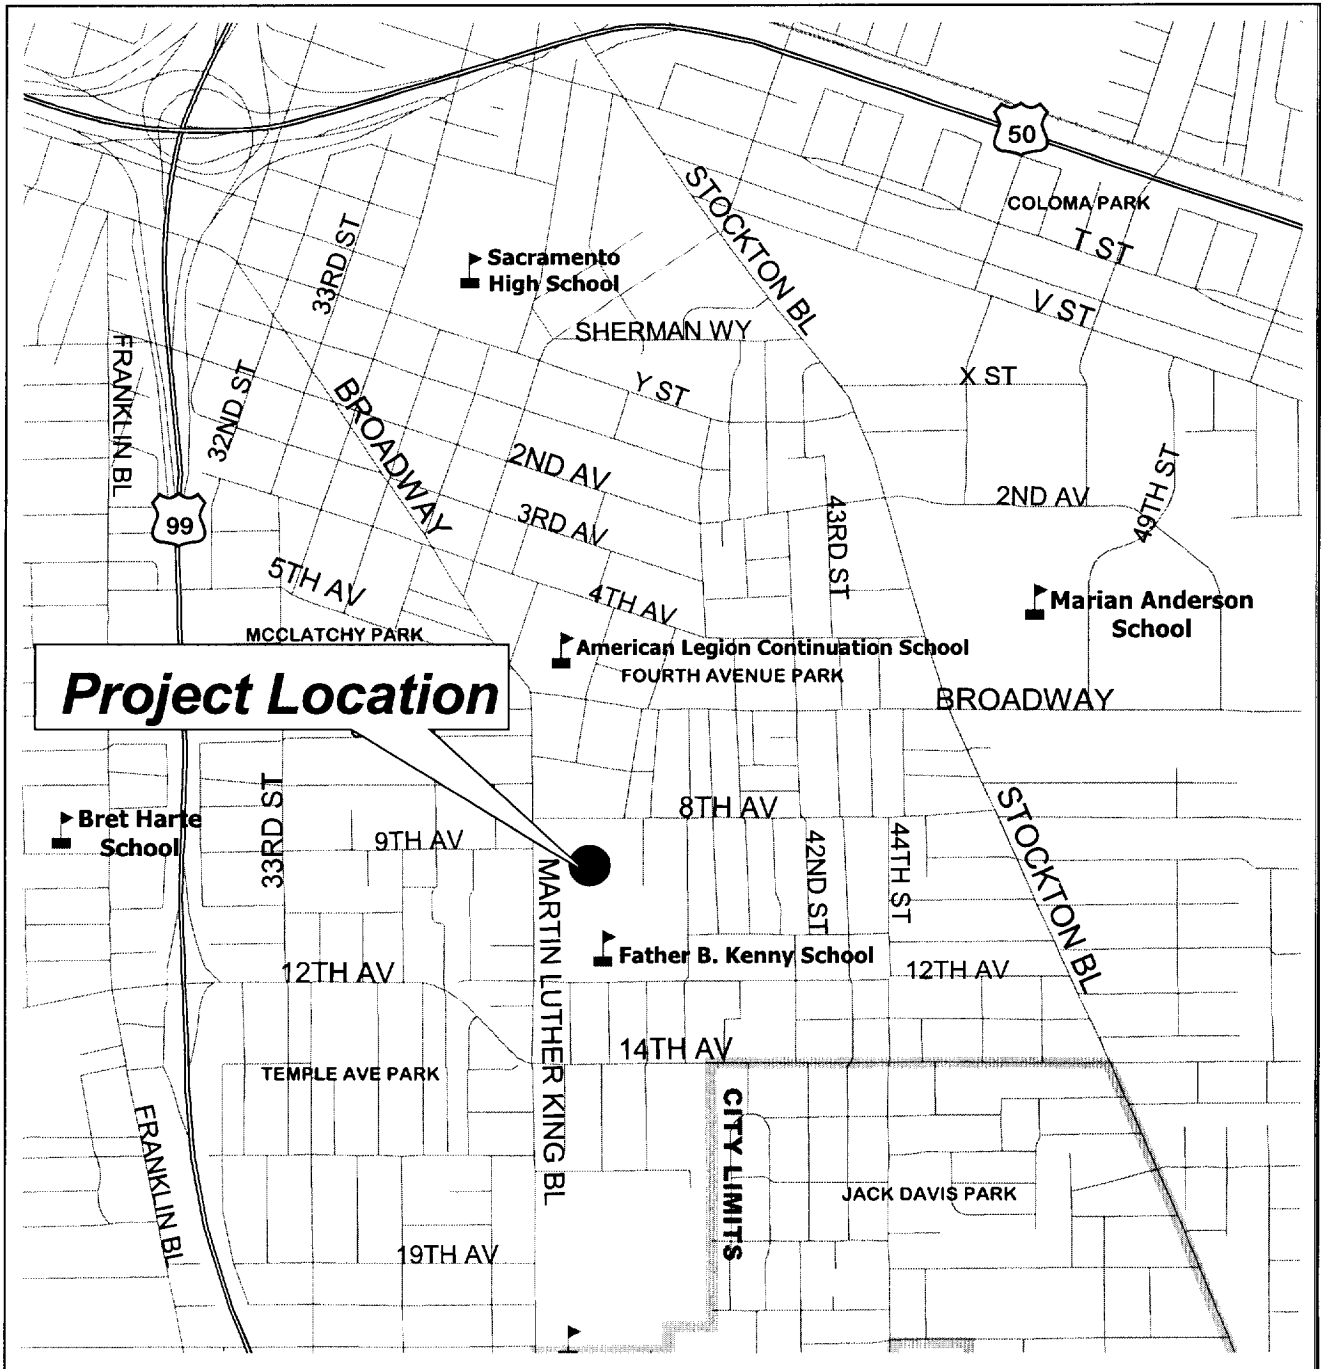 50
COLOMA PARK
STOCKTON BL
T ST
33RD ST
Sacramento
High School
V ST
SHERMAN WY
FRANKLIN BL
Y ST
X ST
32ND ST
BROADWAY
2ND AV
49TH ST
2ND AV
99
3RD AV
43RD ST
5TH AV
4TH AV
Marian Anderson
School
MCCLATCHY PARK
American Legion Continuation School
FOURTH AVENUE PARK
Project Location
BROADWAY
33RD ST
8TH AV
STOCKTON BL
Bret Harte
School
9TH AV
42ND ST
44TH ST
MARTIN LUTHER KING BL
Father B. Kenny School
12TH AV
12TH AV
14TH AV
TEMPLE AVE PARK
CITY LIMITS
FRANKLIN BL
JACK DAVIS PARK
19TH AV